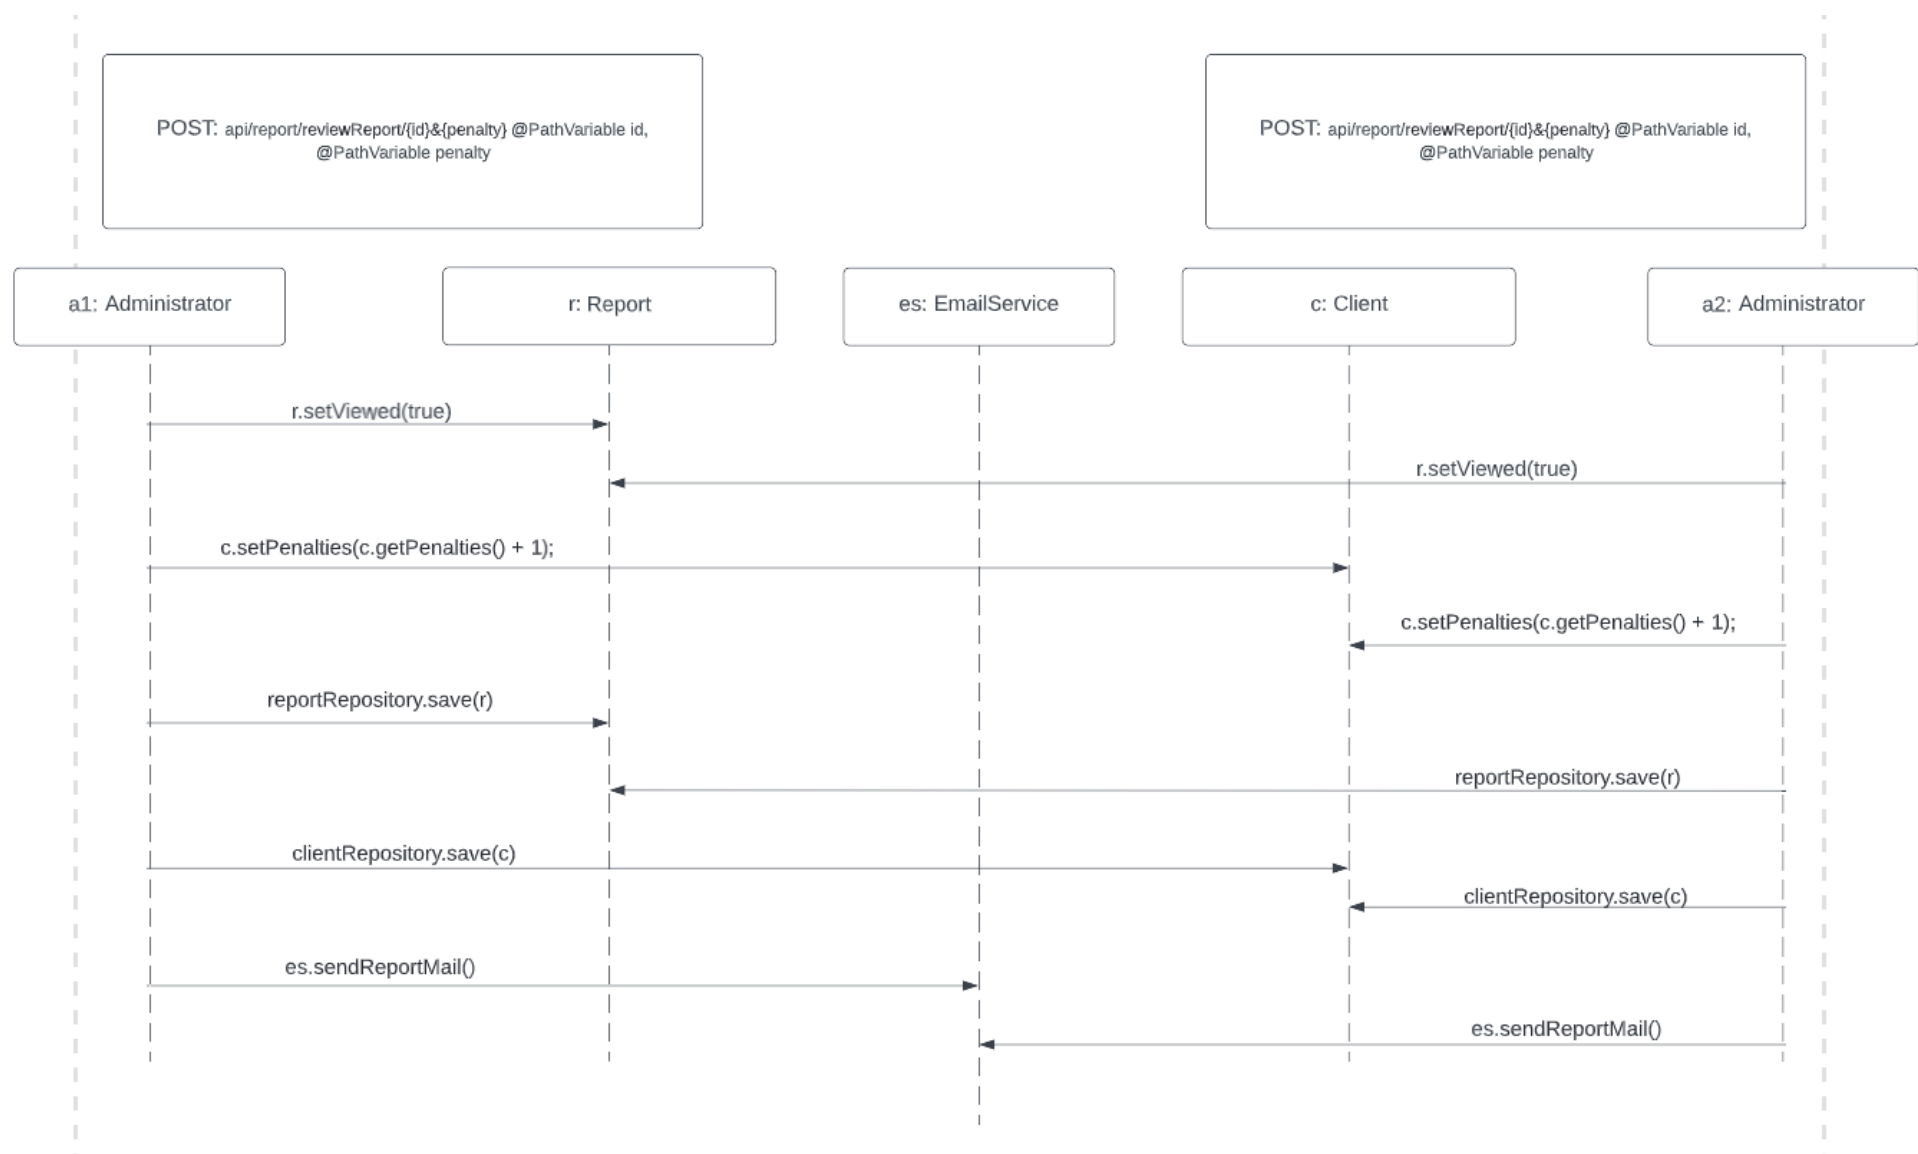 POST: api/report/reviewReport/{id}&{penalty} @PathVariable id,
@PathVariable penalty
POST: api/report/reviewReport/{id}&{penalty} @PathVariable id,
@PathVariable penalty
a1: Administrator
r: Report
es: EmailService
c: Client
a2: Administrator
r.setViewed(true)
r.setViewed(true)
c.setPenalties(c.getPenalties() + 1);
c.setPenalties(c.getPenalties() + 1);
reportRepository.save(r)
reportRepository.save(r)
clientRepository.save(c)
clientRepository.save(c)
es.sendReportMail()
es.sendReportMail()